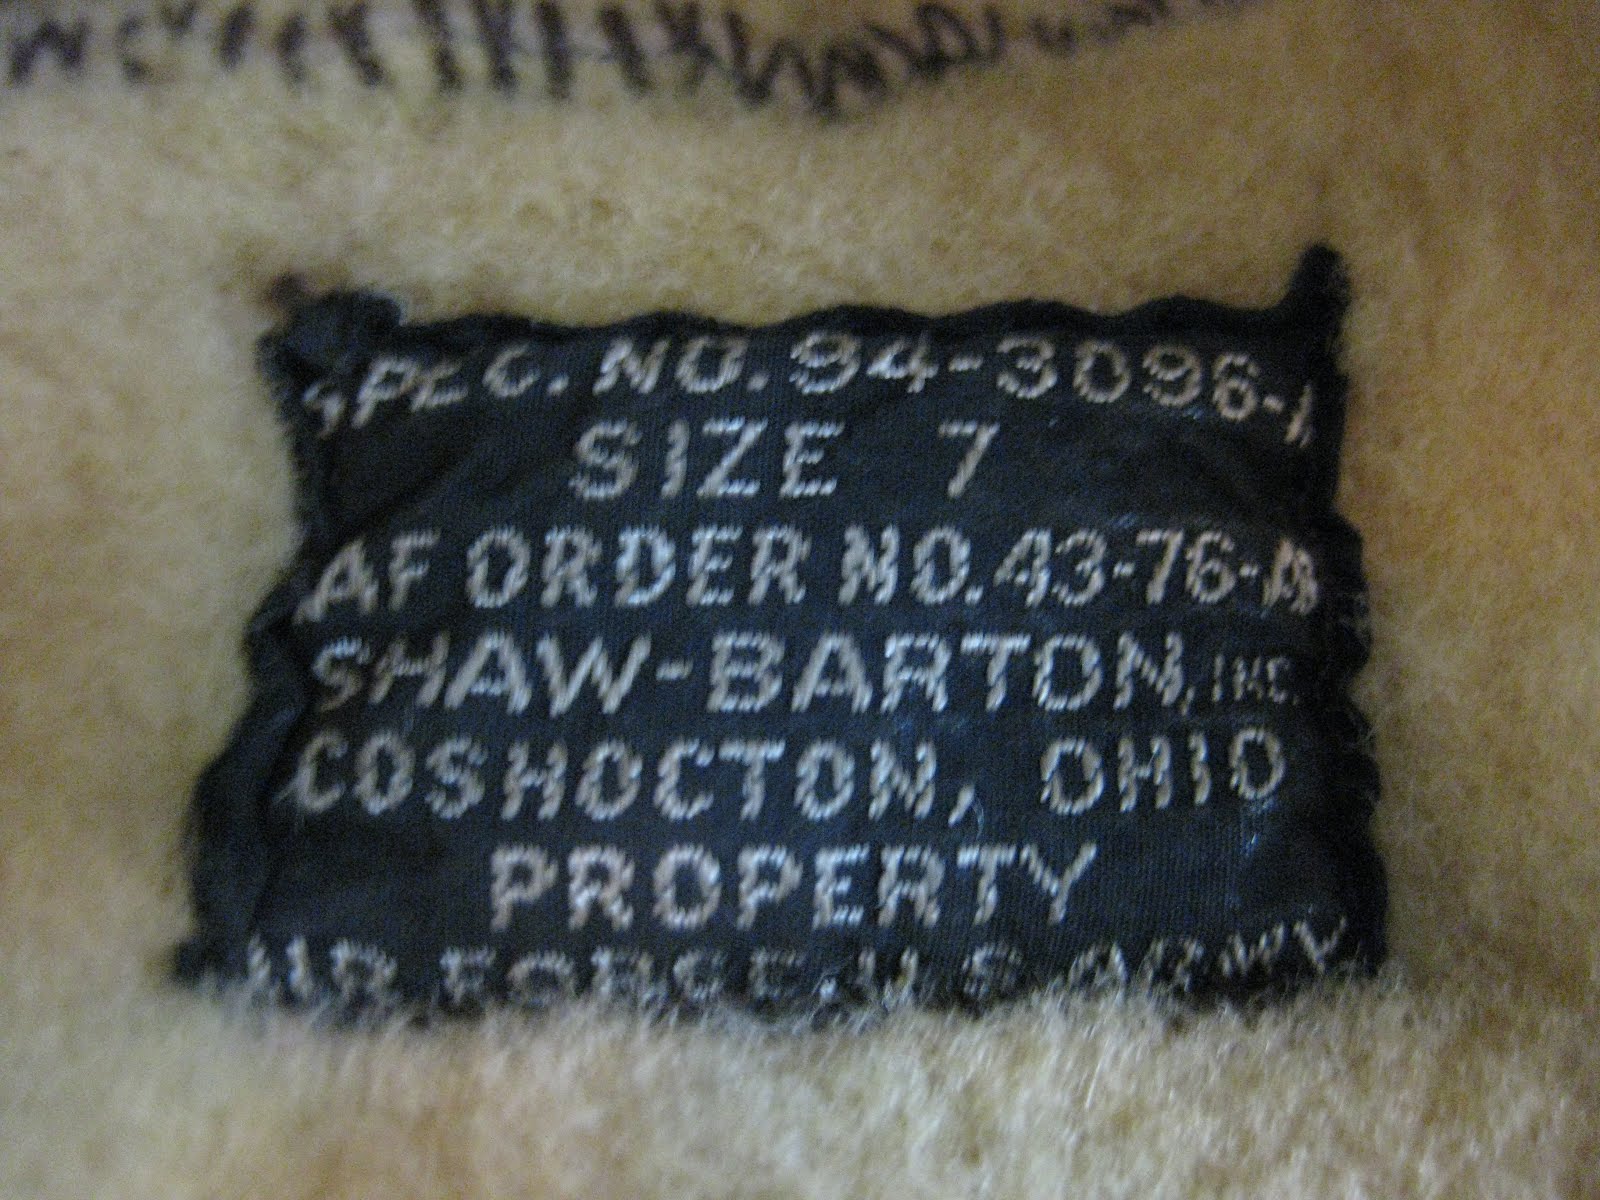 SPEC. NO. 94-3096-A
SIZE 7
AF ORDER NO. 43-76-A
SHAW-BARTON, INC.
COSHOCTON, OHIO
PROPERTY
AIR FORCE, U.S. ARMY